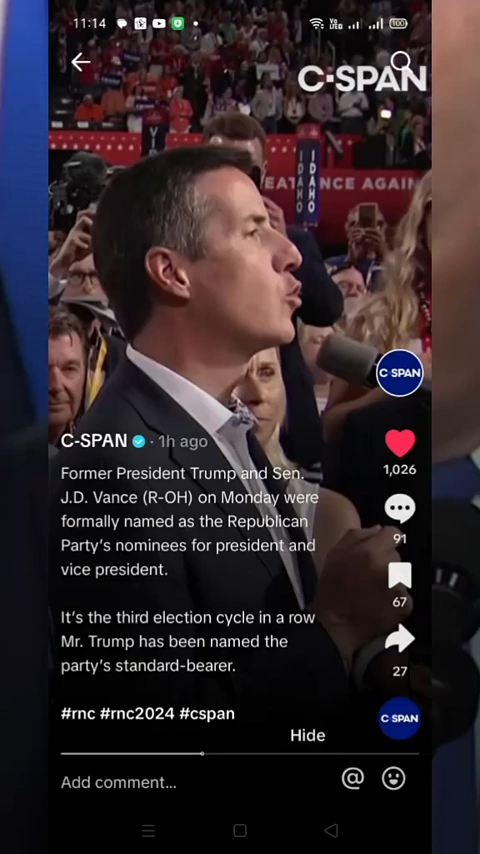 11:14
C-SPAN
IDAHO
IDAHO
EAT
ANCE AGAIN
C-SPAN
C-SPAN · 1h ago
1,026
Former President Trump and Sen.
J.D. Vance (R-OH) on Monday were
formally named as the Republican
Party's nominees for president and
vice president.
91
67
It's the third election cycle in a row
Mr. Trump has been named the
party's standard-bearer.
27
#rnc #rnc2024 #cspan
C-SPAN
Hide
Add comment...
@